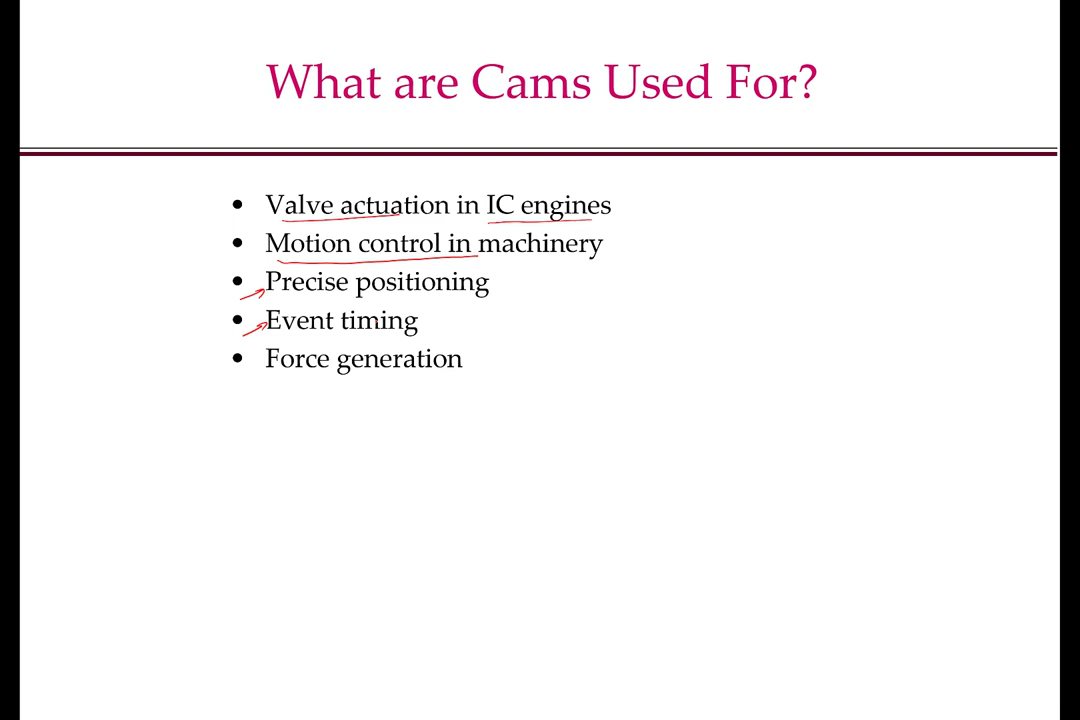 What are Cams Used For?
• Valve actuation in IC engines
• Motion control in machinery
• Precise positioning
• Event timing
• Force generation